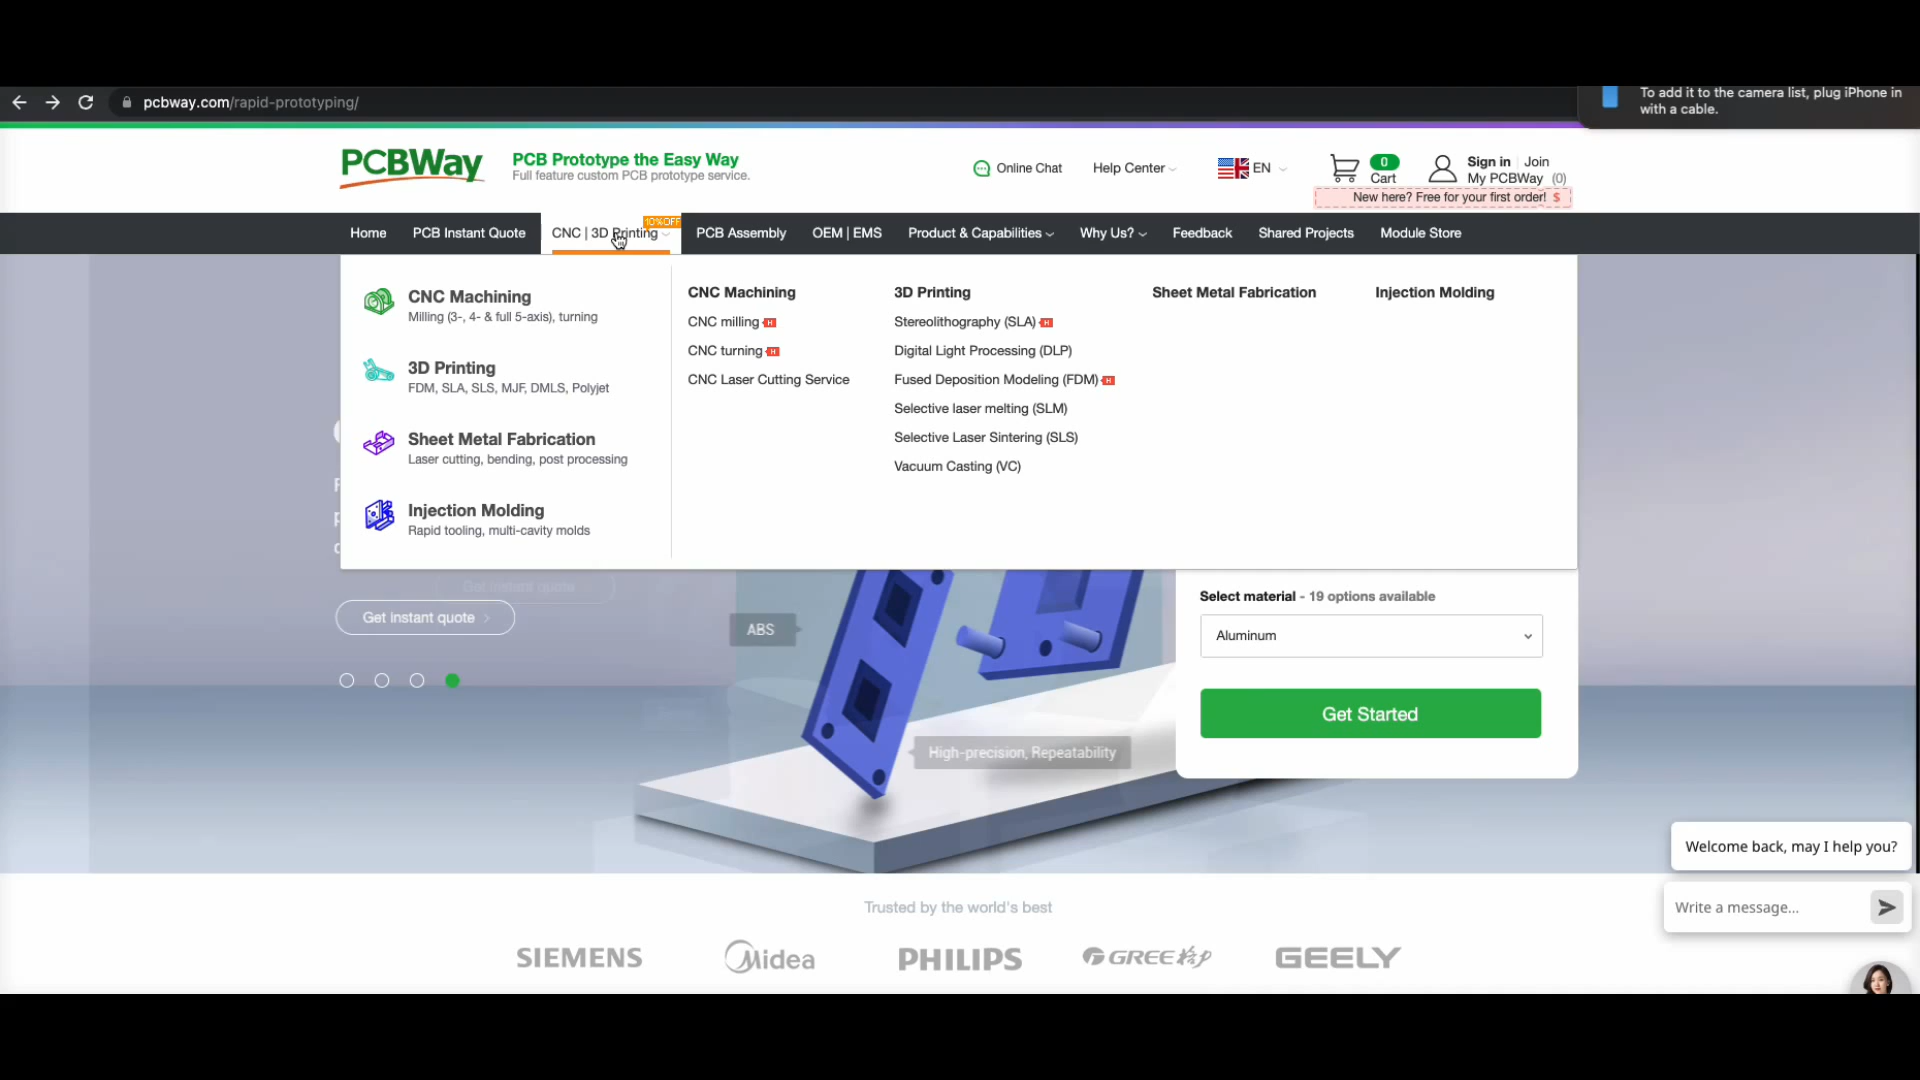 pcbway.com/rapid-prototyping/
To add it to the camera list, plug iPhone in
with a cable.
PCBWay
PCB Prototype the Easy Way
Full feature custom PCB prototype service.
Online Chat
Help Center
EN
0
Cart
Sign in | Join
My PCBWay (0)
New here? Free for your first order! $
Home
PCB Instant Quote
CNC | 3D Printing
10%OFF
PCB Assembly
OEM | EMS
Product & Capabilities
Why Us?
Feedback
Shared Projects
Module Store
CNC Machining
Milling (3-, 4- & full 5-axis), turning
3D Printing
FDM, SLA, SLS, MJF, DMLS, Polyjet
Sheet Metal Fabrication
Laser cutting, bending, post processing
Injection Molding
Rapid tooling, multi-cavity molds
CNC Machining
CNC milling H
CNC turning H
CNC Laser Cutting Service
3D Printing
Stereolithography (SLA) H
Digital Light Processing (DLP)
Fused Deposition Modeling (FDM) H
Selective laser melting (SLM)
Selective Laser Sintering (SLS)
Vacuum Casting (VC)
Sheet Metal Fabrication
Injection Molding
Get instant quote
Get instant quote >
ABS
High-precision, Repeatability
Select material - 19 options available
Aluminum
Get Started
Welcome back, may I help you?
Write a message...
Trusted by the world's best
SIEMENS
Midea
PHILIPS
GREE格力
GEELY